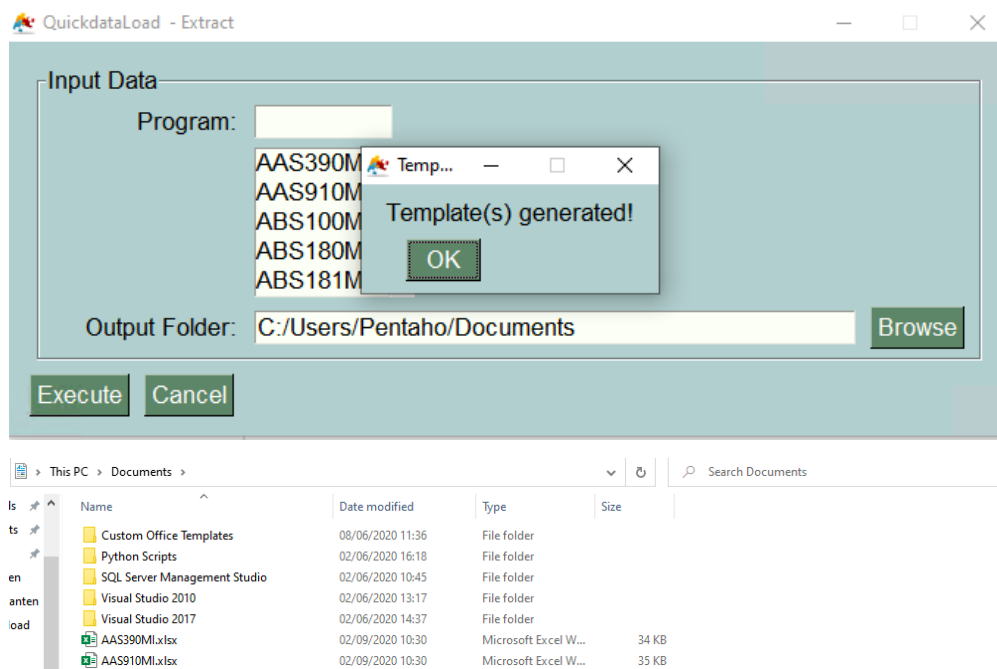 QuickdataLoad - Extract
Input Data
Program:
AAS390M
AAS910M
ABS100M
ABS180M
ABS181M
Temp...
Template(s) generated!
OK
Output Folder: C:/Users/Pentaho/Documents Browse
Execute Cancel
This PC > Documents > Search Documents
ls Name Date modified Type Size
ts Custom Office Templates 08/06/2020 11:36 File folder
Python Scripts 02/06/2020 16:18 File folder
en SQL Server Management Studio 02/06/2020 10:45 File folder
anten Visual Studio 2010 02/06/2020 13:17 File folder
load Visual Studio 2017 02/06/2020 14:37 File folder
AAS390MI.xlsx 02/09/2020 10:30 Microsoft Excel W... 34 KB
AAS910MI.xlsx 02/09/2020 10:30 Microsoft Excel W... 35 KB